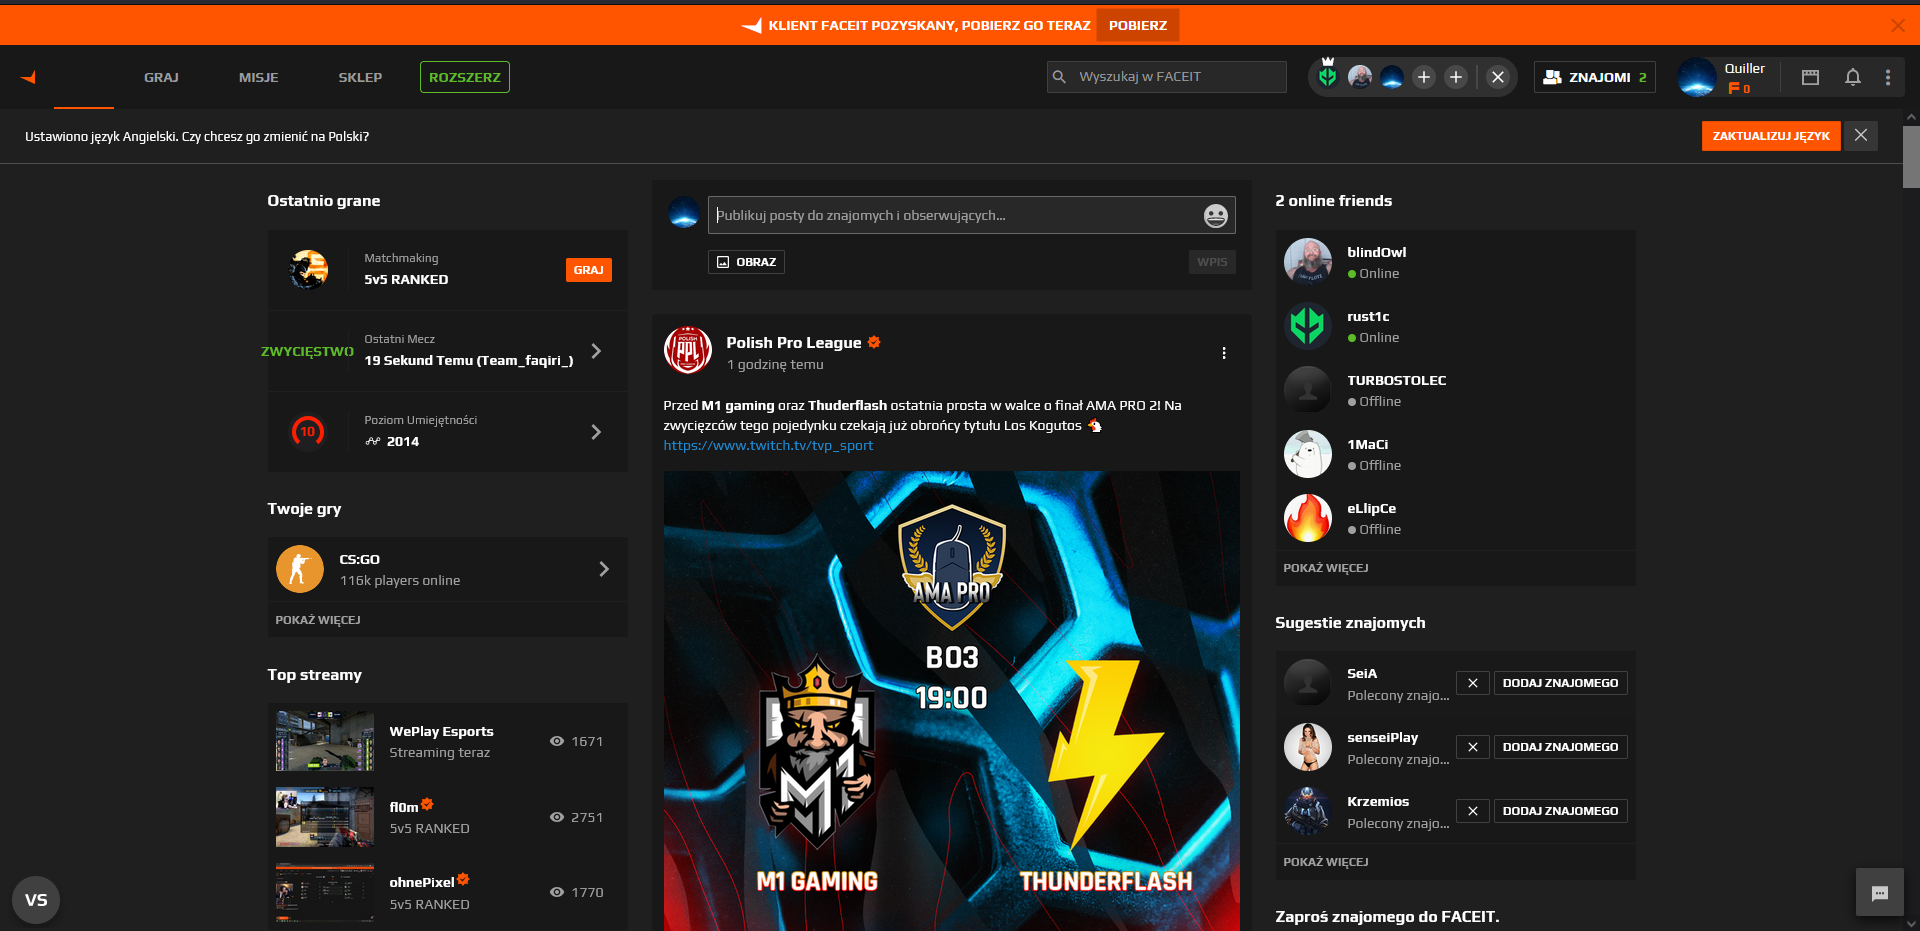 KLIENT FACEIT POZYSKANY, POBIERZ GO TERAZ POBIERZ
GRAJ MISJE SKLEP ROZSZERZ
Wyszukaj w FACEIT
ZNAJOMI 2
Quiller
0
Ustawiono język Angielski. Czy chcesz go zmienić na Polski?
ZAKTUALIZUJ JĘZYK
Ostatnio grane
Matchmaking
5v5 RANKED
GRAJ
ZWYCIĘSTWO
Ostatni Mecz
19 Sekund Temu (Team_faqiri_)
10
Poziom Umiejętności
2014
Twoje gry
CS:GO
116k players online
POKAŻ WIĘCEJ
Top streamy
WePlay Esports
Streaming teraz
1671
fl0m
5v5 RANKED
2751
ohnePixel
5v5 RANKED
1770
VS
Publikuj posty do znajomych i obserwujących...
OBRAZ
WPIS
POLISH
PPL
Polish Pro League
1 godzinę temu
Przed M1 gaming oraz Thuderflash ostatnia prosta w walce o finał AMA PRO 2! Na
zwycięzców tego pojedynku czekają już obrońcy tytułu Los Kogutos
https://www.twitch.tv/tvp_sport
AMA PRO
BO3
19:00
M1
M1 GAMING
THUNDERFLASH
2 online friends
blindOwl
Online
rust1c
Online
TURBOSTOLEC
Offline
1MaCi
Offline
eLlipCe
Offline
POKAŻ WIĘCEJ
Sugestie znajomych
SeiA
Polecony znajo...
DODAJ ZNAJOMEGO
senseiPlay
Polecony znajo...
DODAJ ZNAJOMEGO
Krzemios
Polecony znajo...
DODAJ ZNAJOMEGO
POKAŻ WIĘCEJ
Zaproś znajomego do FACEIT.